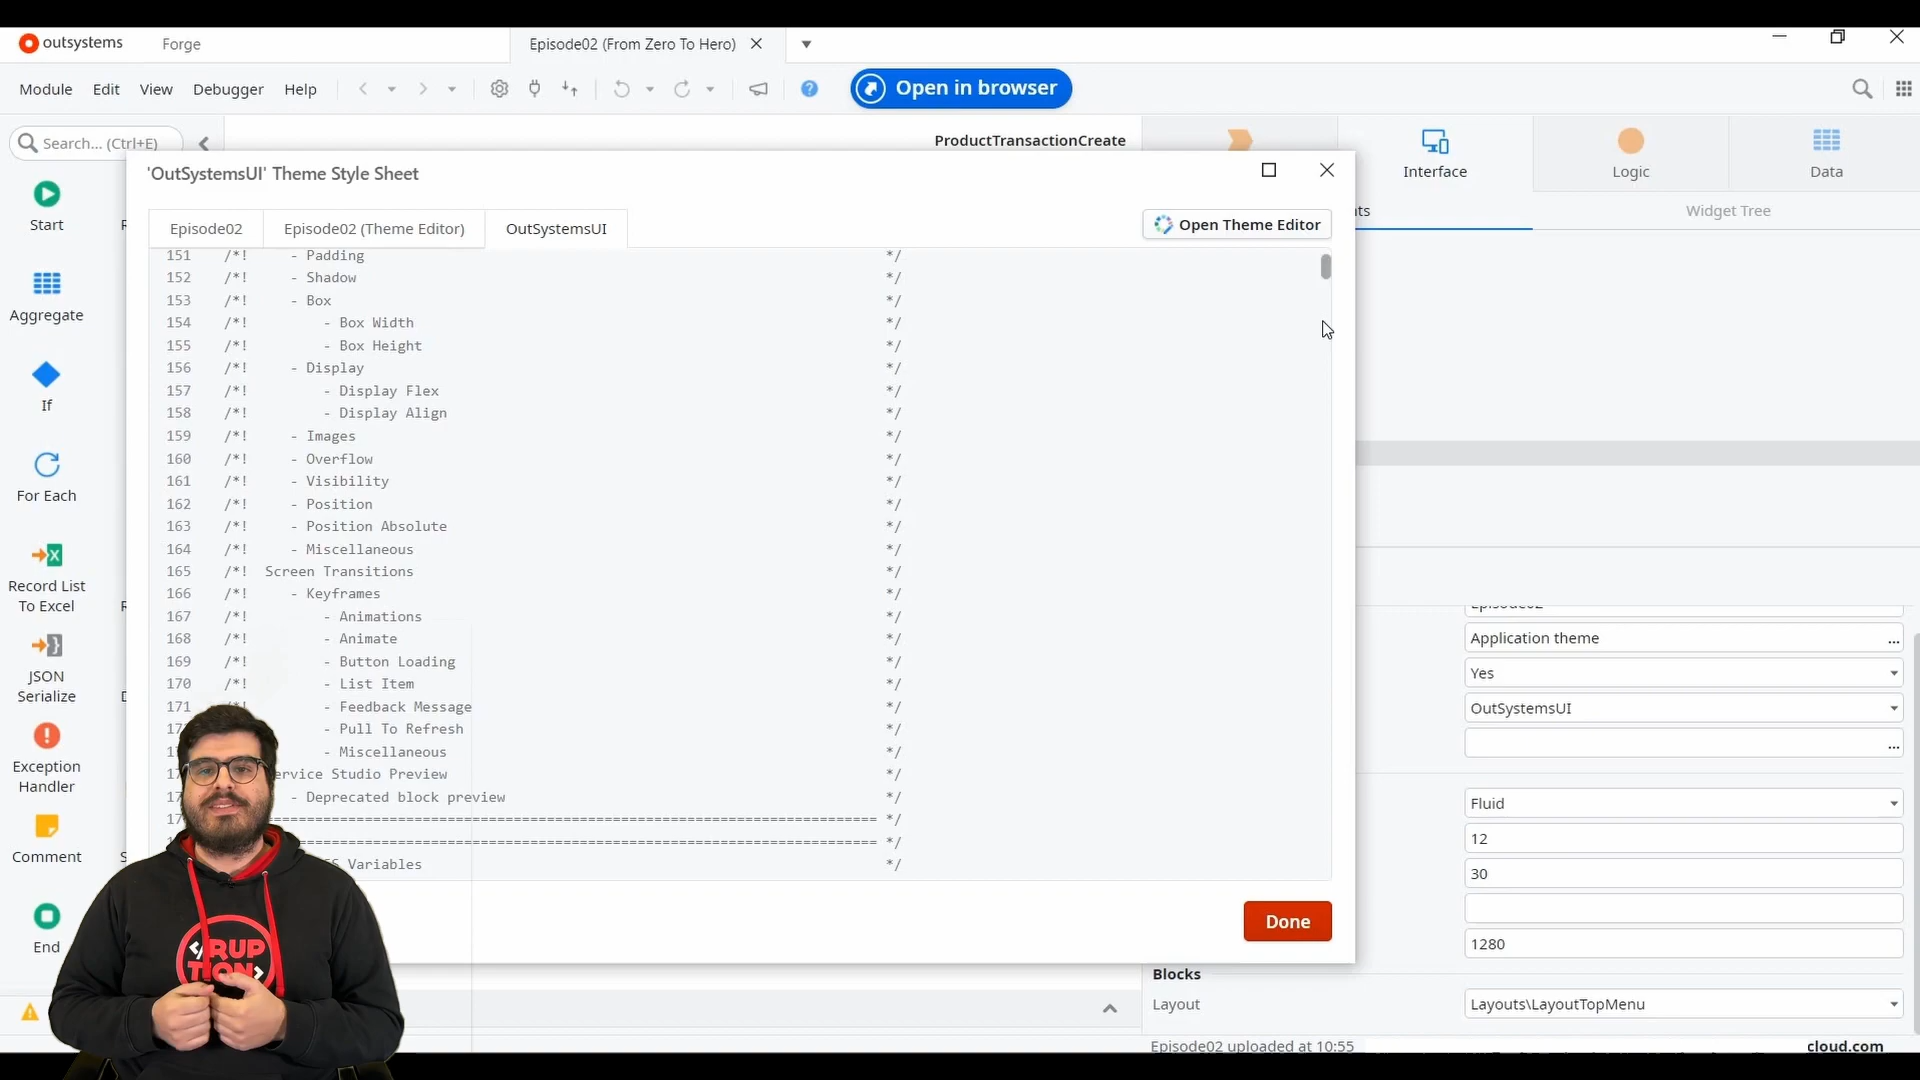 outsystems
Forge
Episode02 (From Zero To Hero)
Module Edit View Debugger Help
Open in browser
Search... (Ctrl+E)
ProductTransactionCreate
Interface
Logic
Data
Widget Tree
'OutSystemsUI' Theme Style Sheet
Episode02
Episode02 (Theme Editor)
OutSystemsUI
Open Theme Editor
151 /*! - Padding */
152 /*! - Shadow */
153 /*! - Box */
154 /*! - Box Width */
155 /*! - Box Height */
156 /*! - Display */
157 /*! - Display Flex */
158 /*! - Display Align */
159 /*! - Images */
160 /*! - Overflow */
161 /*! - Visibility */
162 /*! - Position */
163 /*! - Position Absolute */
164 /*! - Miscellaneous */
165 /*! Screen Transitions */
166 /*! - Keyframes */
167 /*! - Animations */
168 /*! - Animate */
169 /*! - Button Loading */
170 /*! - List Item */
171 /*! - Feedback Message */
- Pull To Refresh */
- Miscellaneous */
Studio Preview */
- Deprecated block preview */
*/
*/
Variables */
Done
Start
Aggregate
If
For Each
Record List
To Excel
JSON
Serialize
Exception
Handler
Comment
End
Application theme ...
Yes
OutSystemsUI
...
Fluid
12
30
1280
Blocks
Layout
Layouts\LayoutTopMenu
Episode02 uploaded at 10:55
cloud.com
RUP
TION